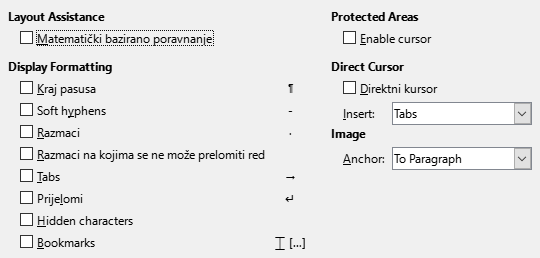 Layout Assistance
Matematički bazirano poravnanje
Display Formatting
Kraj pasusa ¶
Soft hyphens -
Razmaci ·
Razmaci na kojima se ne može prelomiti red
Tabs →
Prijelomi ↵
Hidden characters
Bookmarks [...]
Protected Areas
Enable cursor
Direct Cursor
Direktni kursor
Insert: Tabs
Image
Anchor: To Paragraph